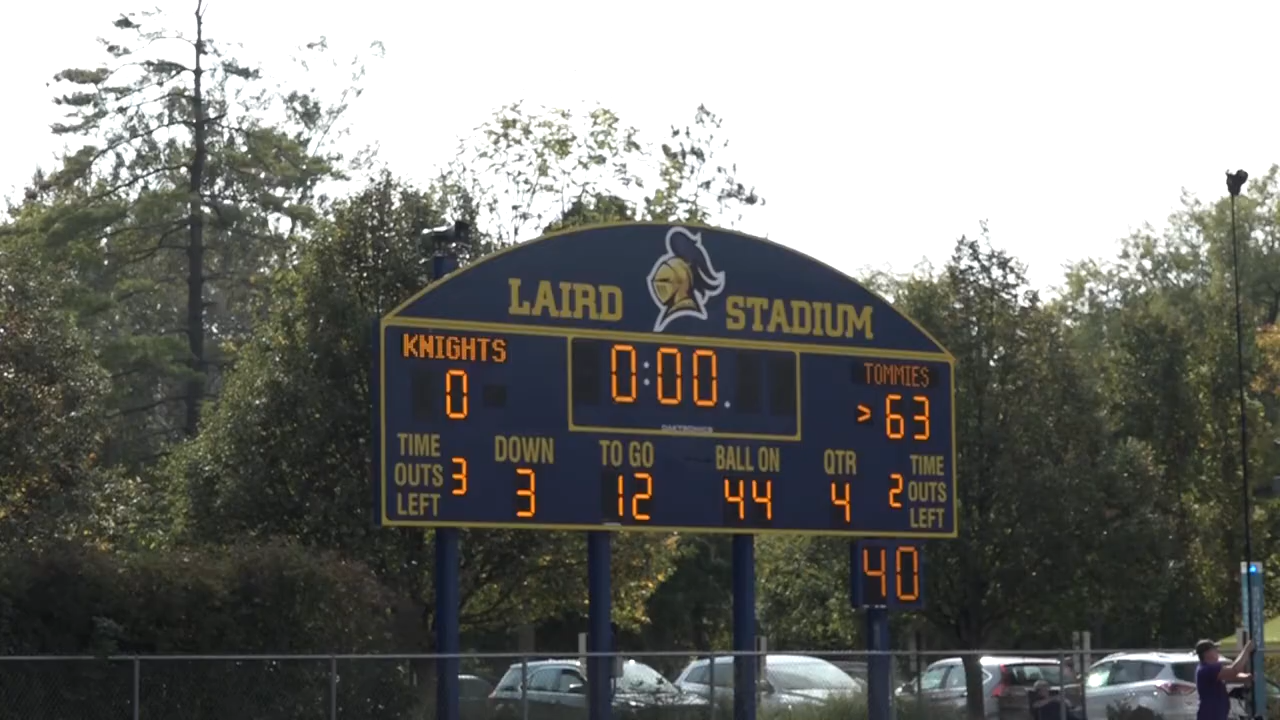 LAIRD STADIUM
KNIGHTS
0:00.
TOMMIES
0
> 63
TIME OUTS LEFT 3
DOWN 3
TO GO 12
BALL ON 44
QTR 4
2 TIME OUTS LEFT
40